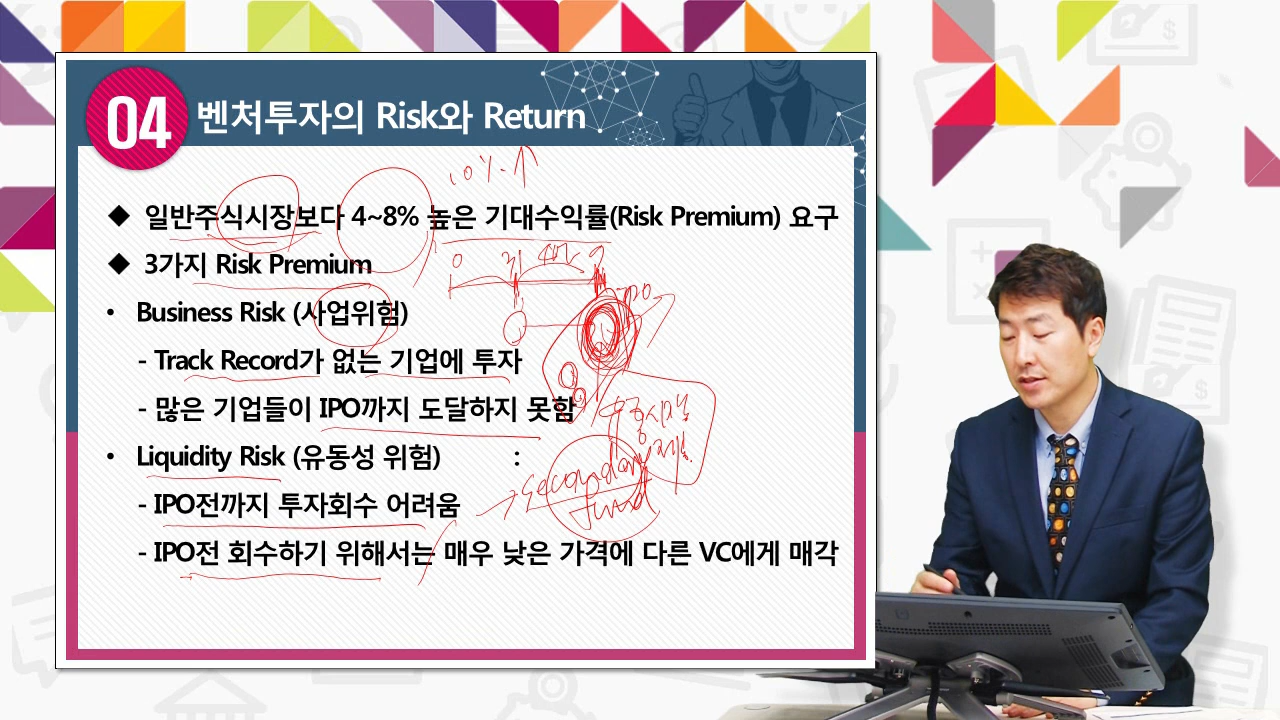 04 벤처투자의 Risk와 Return
10%↑
◆ 일반주식시장보다 4~8% 높은 기대수익률(Risk Premium) 요구
◆ 3가지 Risk Premium
• Business Risk (사업위험)
- Track Record가 없는 기업에 투자
- 많은 기업들이 IPO까지 도달하지 못함
• Liquidity Risk (유동성 위험) :
secondary
fund
- IPO전까지 투자회수 어려움
- IPO전 회수하기 위해서는 매우 낮은 가격에 다른 VC에게 매각